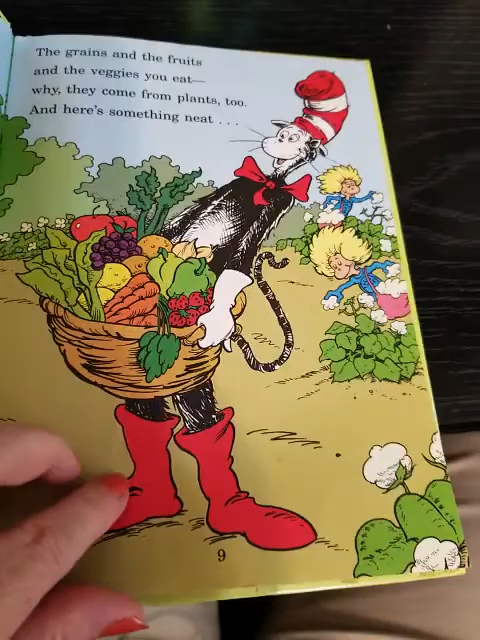 The grains and the fruits
and the veggies you eat—
why, they come from plants, too.
And here's something neat . . .
9